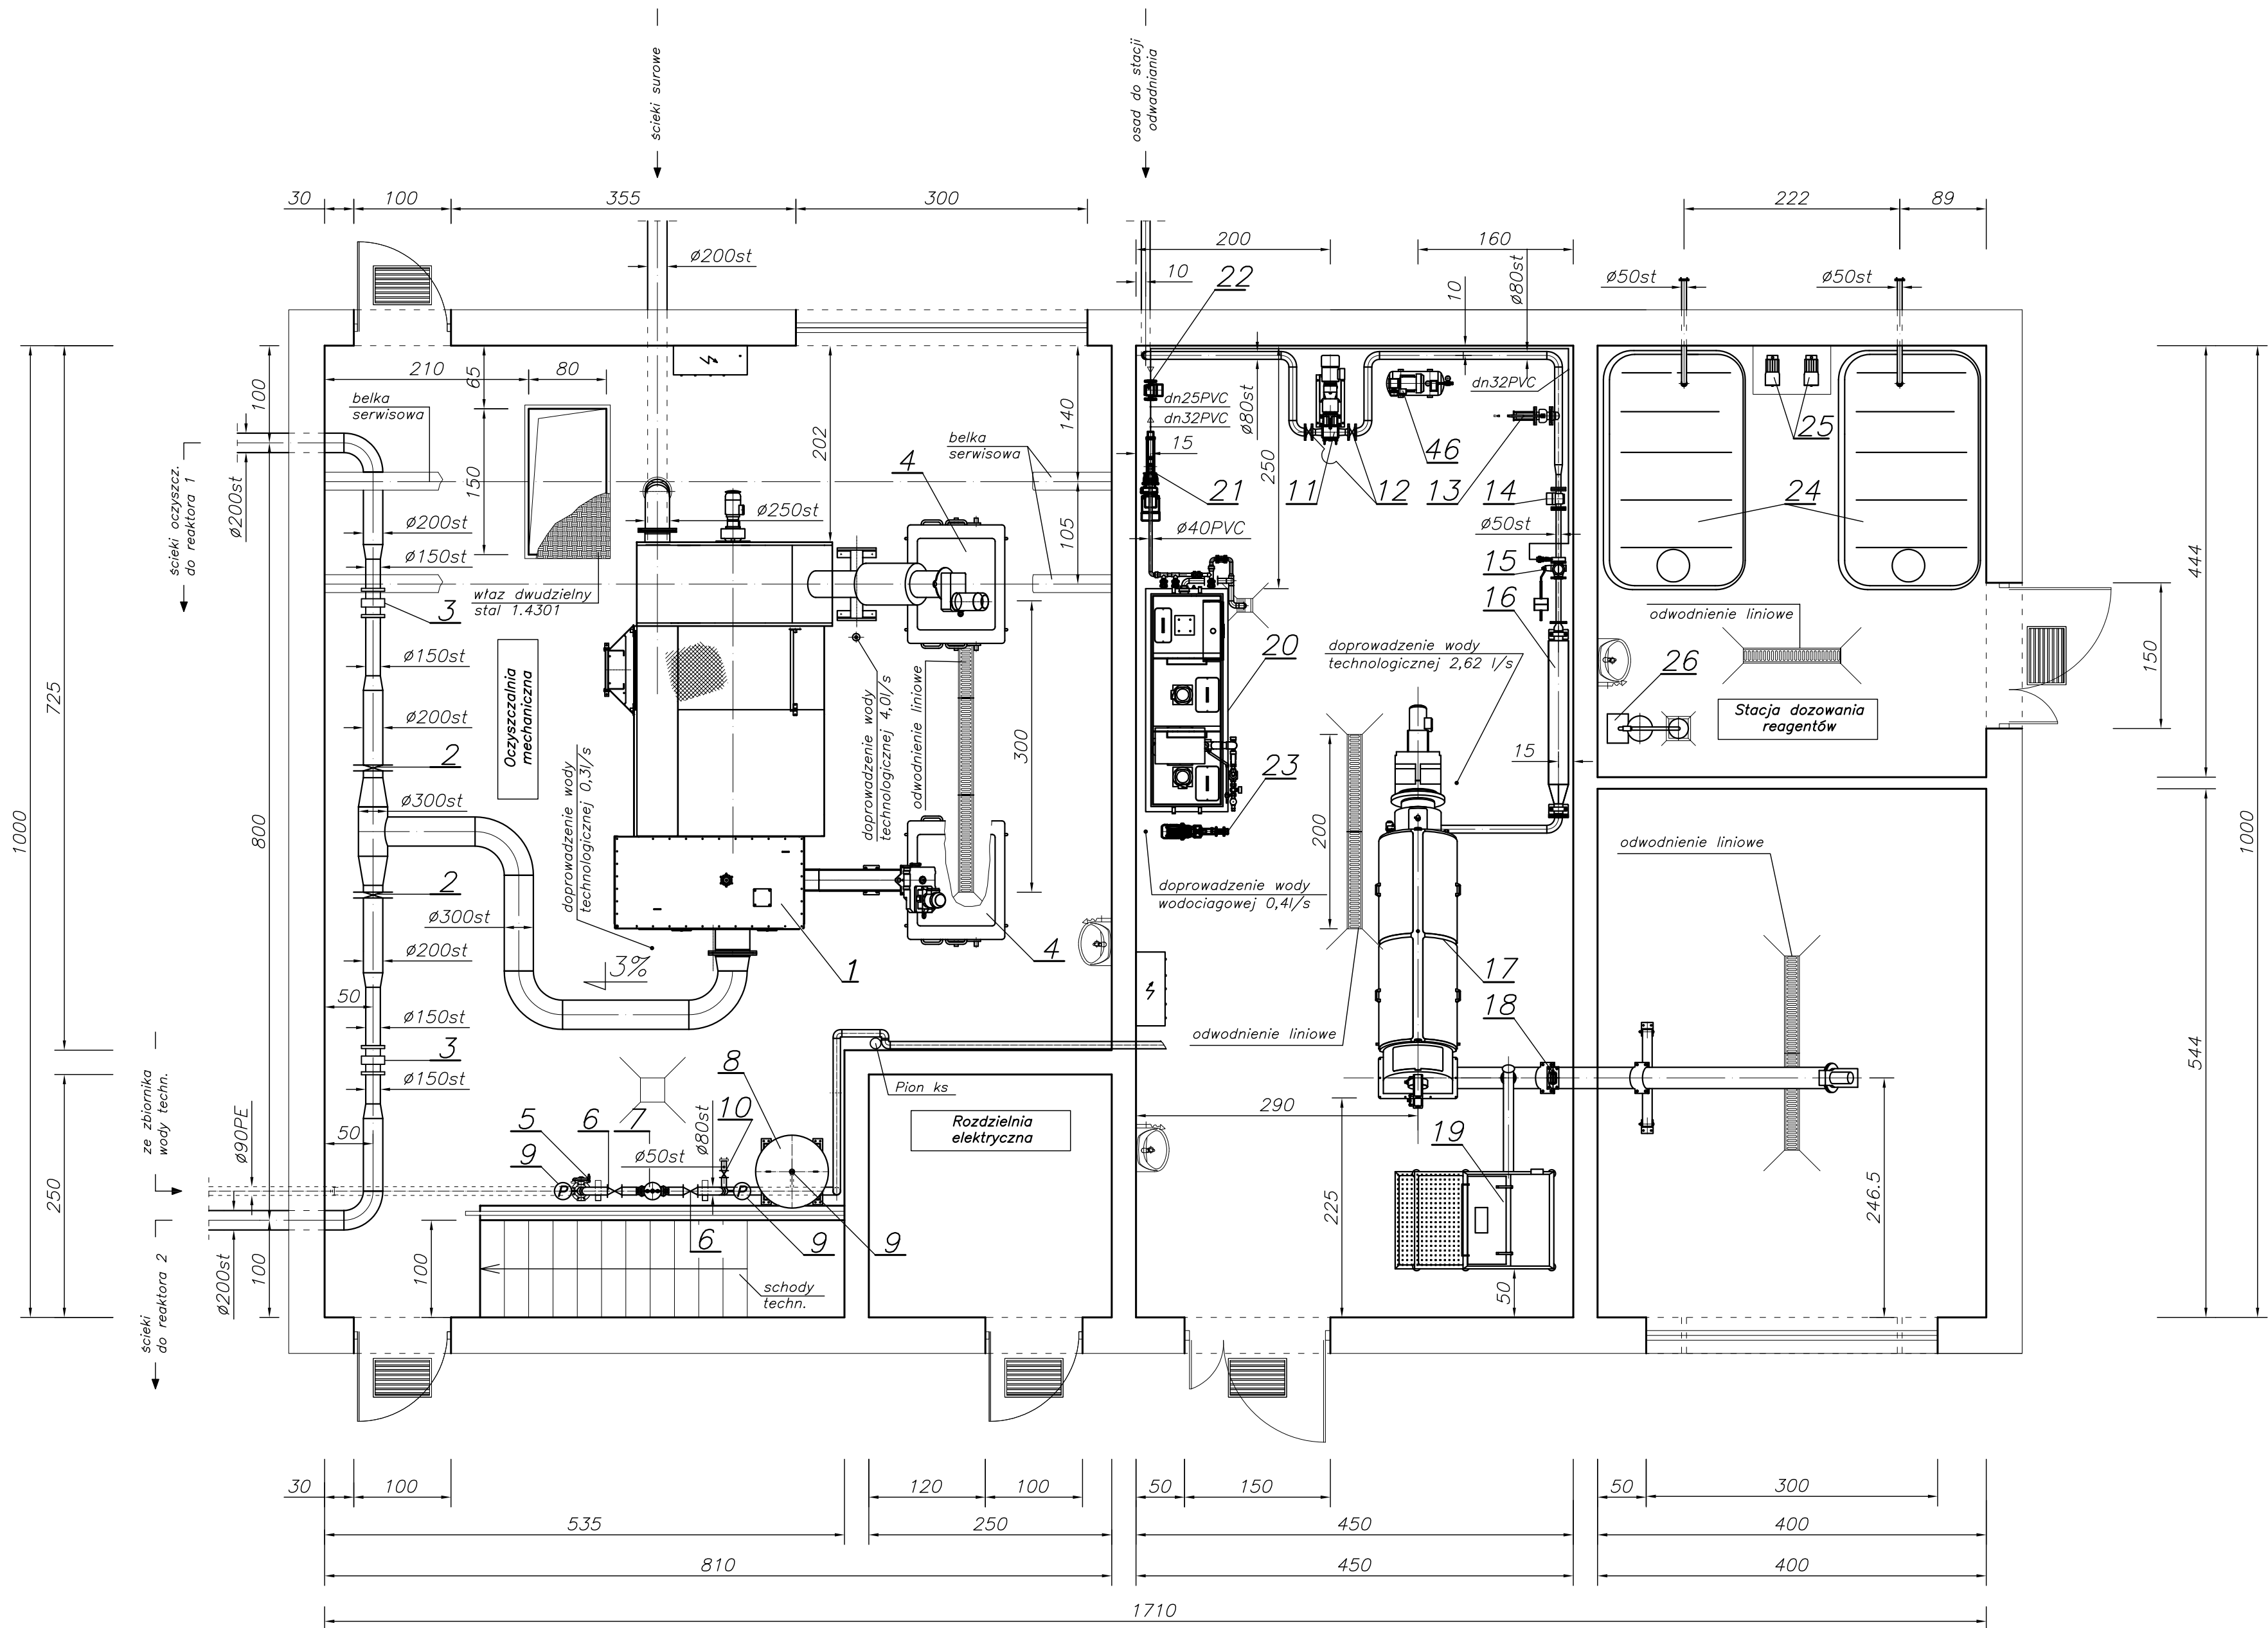 ścieki surowe
osad do stacji
odwadniania
30
100
355
300
222
89
200
160
ø200st
10
22
10
ø80st
ø50st
ø50st
210
80
65
100
belka
serwisowa
140
202
dn25PVC
dn32PVC
ø80st
dn32PVC
15
250
46
25
ścieki oczyszcz.
do reaktora 1
ø200st
150
belka
serwisowa
4
21
11
12
13
14
24
444
ø200st
ø250st
105
ø40PVC
ø50st
ø150st
15
właz dwudzielny
stal 1.4301
3
16
odwodnienie liniowe
150
725
ø150st
Oczyszczalnia
mechaniczna
20
doprowadzenie wody
technologicznej 2,62 l/s
26
ø200st
doprowadzenie wody
technologicznej 4,0l/s
odwodnienie liniowe
300
Stacja dozowania
reagentów
2
23
15
1000
800
ø300st
doprowadzenie wody
technologicznej 0,3l/s
200
odwodnienie liniowe
1000
2
doprowadzenie wody
wodociągowej 0,4l/s
ø300st
4
ø200st
3%
1
17
50
18
ø150st
odwodnienie liniowe
544
3
8
ze zbiornika
wody techn.
ø150st
Pion ks
10
290
ø90PE
50
5
6
7
ø80st
Rozdzielnia
elektryczna
19
9
ø50st
250
225
246.5
6
9
9
ścieki
do reaktora 2
ø200st
100
100
schody
techn.
50
30
100
120
100
50
150
50
300
535
250
450
400
810
450
400
1710